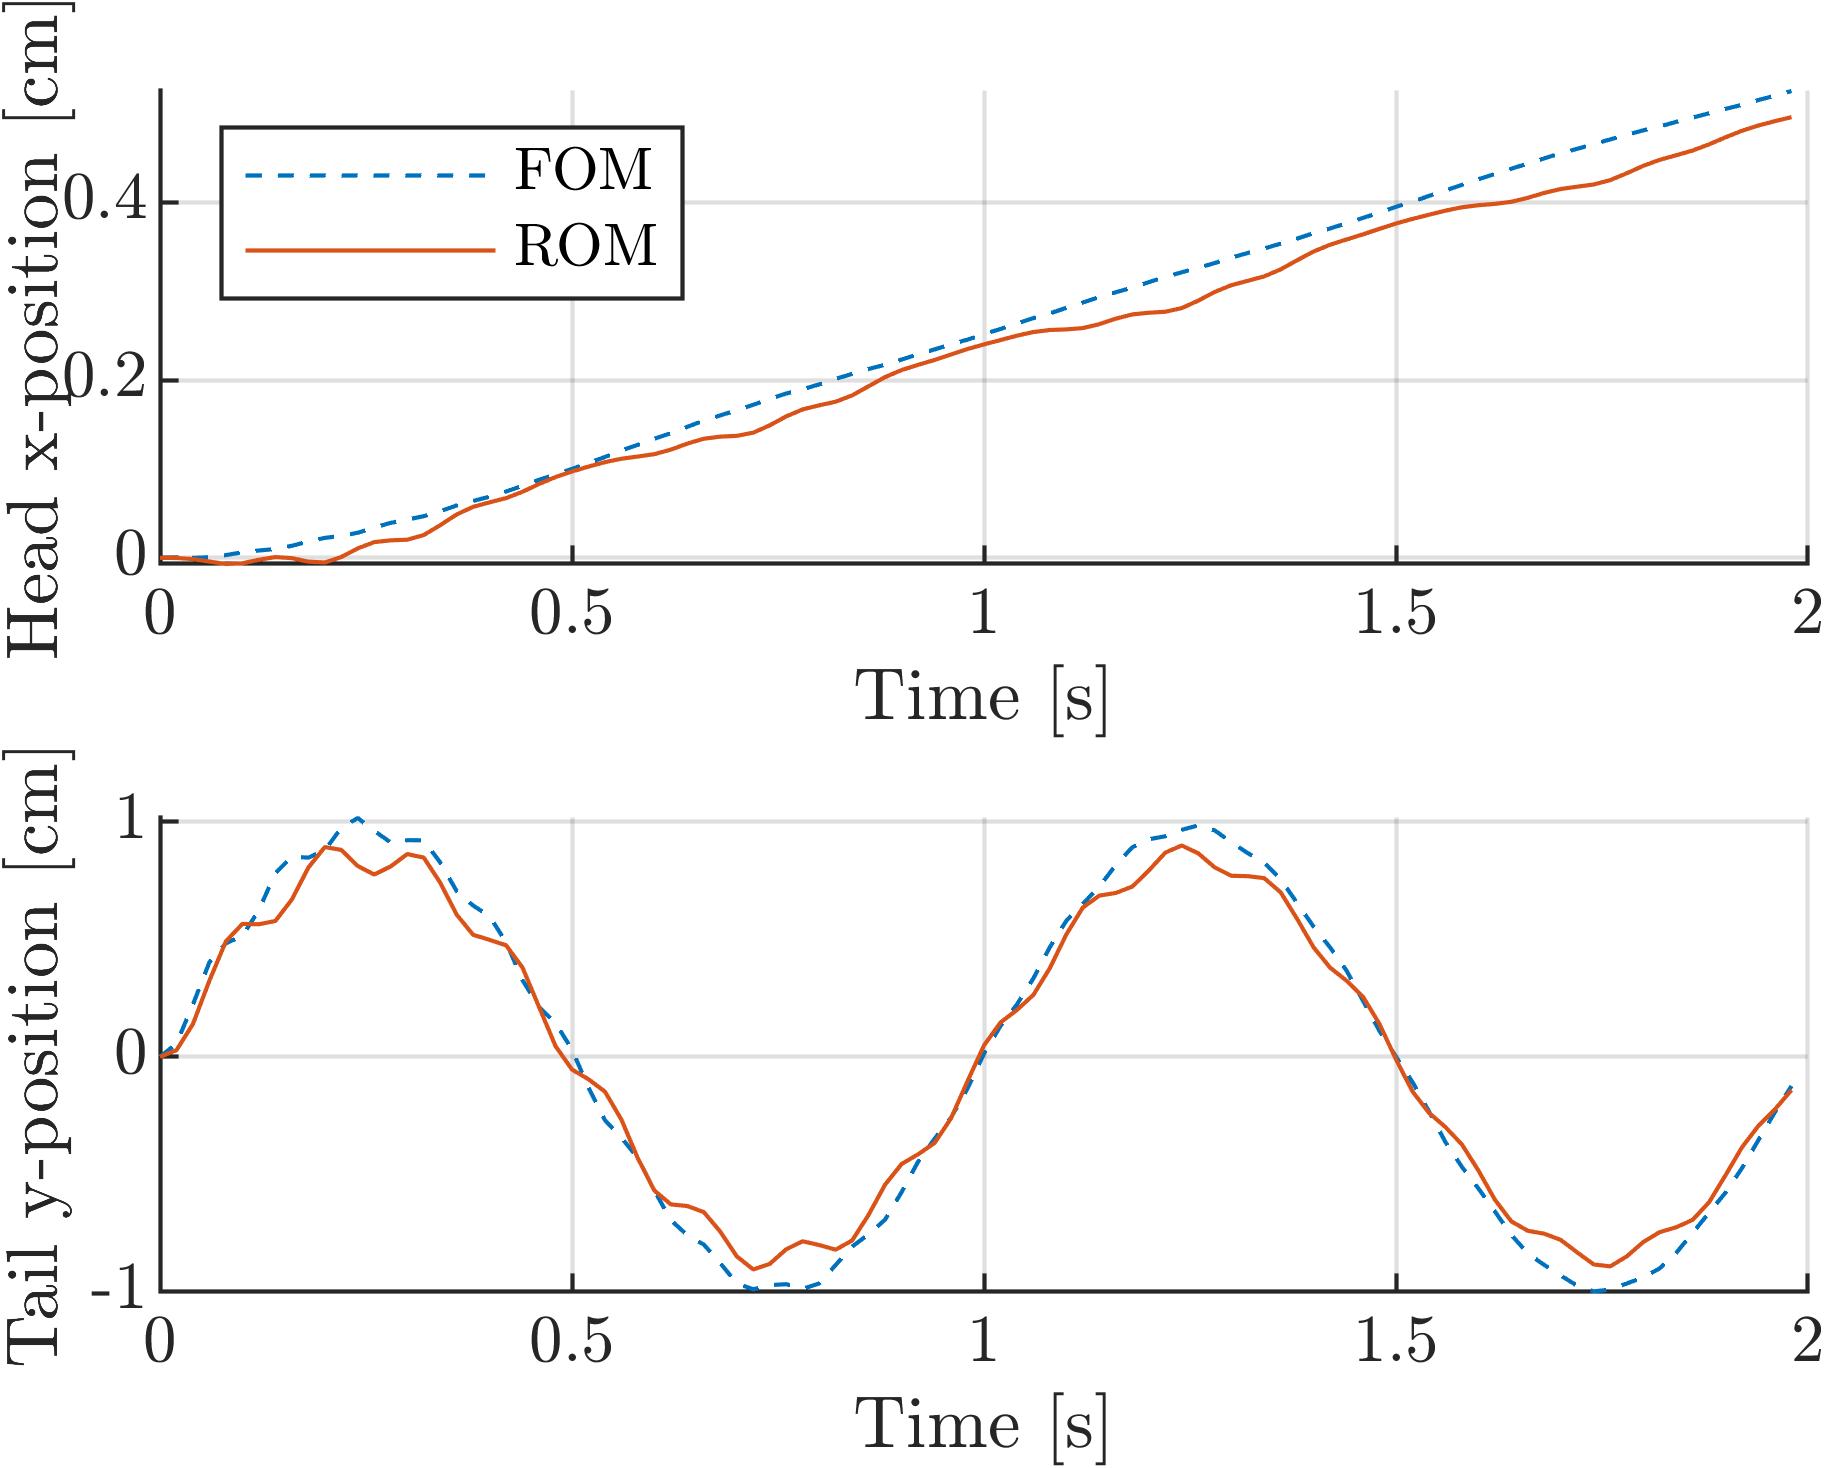 Head x-position [cm]
FOM
ROM
0.4
0.2
0
0 0.5 1 1.5 2
Time [s]
Tail y-position [cm]
1
0
-1
0 0.5 1 1.5 2
Time [s]